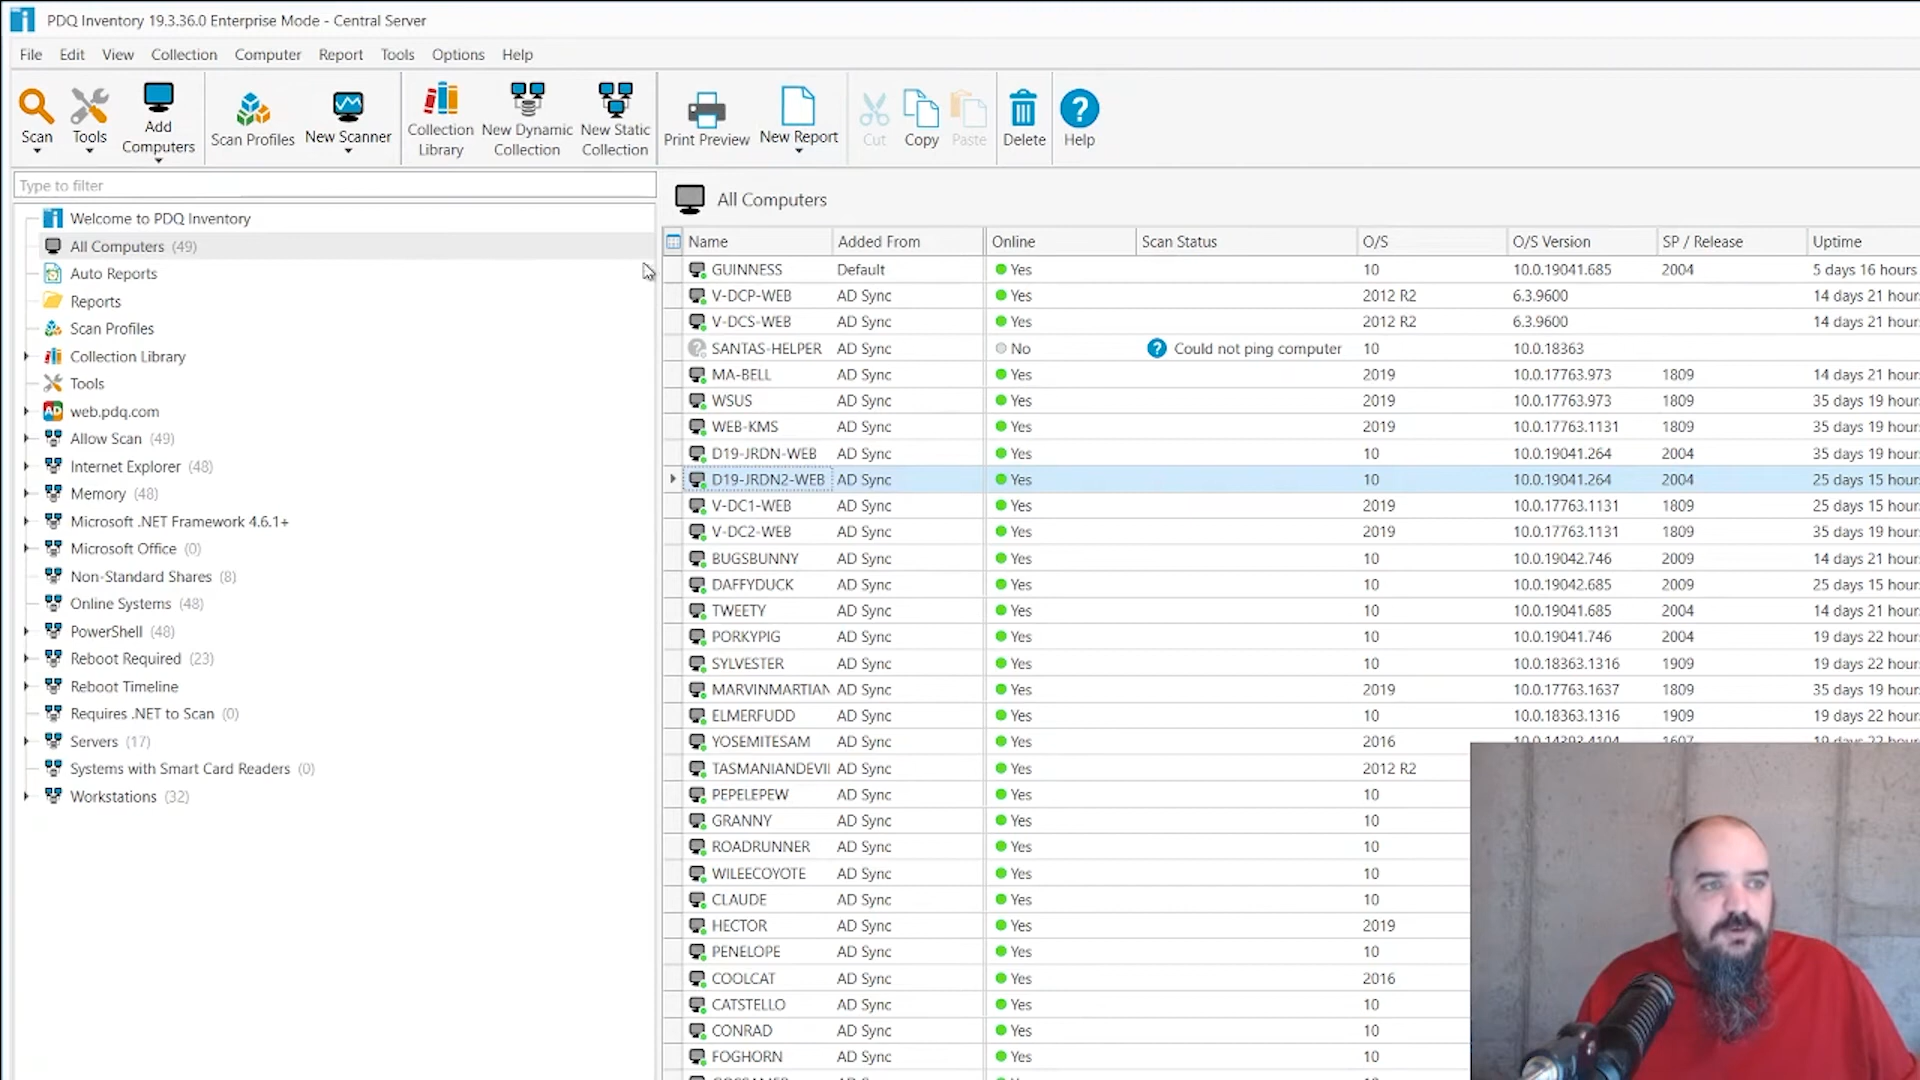 PDQ Inventory 19.3.36.0 Enterprise Mode - Central Server
File Edit View Collection Computer Report Tools Options Help
Scan
Tools
Add Computers
Scan Profiles
New Scanner
Collection Library
New Dynamic Collection
New Static Collection
Print Preview
New Report
Cut
Copy
Paste
Delete
Help
Type to filter
Welcome to PDQ Inventory
All Computers (49)
Auto Reports
Reports
Scan Profiles
Collection Library
Tools
AD web.pdq.com
Allow Scan (49)
Internet Explorer (48)
Memory (48)
Microsoft .NET Framework 4.6.1+
Microsoft Office (0)
Non-Standard Shares (8)
Online Systems (48)
PowerShell (48)
Reboot Required (23)
Reboot Timeline
Requires .NET to Scan (0)
Servers (17)
Systems with Smart Card Readers (0)
Workstations (32)
All Computers
Name Added From Online Scan Status O/S O/S Version SP / Release Uptime
GUINNESS Default Yes 10 10.0.19041.685 2004 5 days 16 hours
V-DCP-WEB AD Sync Yes 2012 R2 6.3.9600 14 days 21 hour
V-DCS-WEB AD Sync Yes 2012 R2 6.3.9600 14 days 21 hour
SANTAS-HELPER AD Sync No ? Could not ping computer 10 10.0.18363
MA-BELL AD Sync Yes 2019 10.0.17763.973 1809 14 days 21 hour
WSUS AD Sync Yes 2019 10.0.17763.973 1809 35 days 19 hour
WEB-KMS AD Sync Yes 2019 10.0.17763.1131 1809 35 days 19 hour
D19-JRDN-WEB AD Sync Yes 10 10.0.19041.264 2004 35 days 19 hour
D19-JRDN2-WEB AD Sync Yes 10 10.0.19041.264 2004 25 days 15 hour
V-DC1-WEB AD Sync Yes 2019 10.0.17763.1131 1809 25 days 15 hour
V-DC2-WEB AD Sync Yes 2019 10.0.17763.1131 1809 35 days 19 hour
BUGSBUNNY AD Sync Yes 10 10.0.19042.746 2009 14 days 21 hour
DAFFYDUCK AD Sync Yes 10 10.0.19042.685 2009 25 days 15 hour
TWEETY AD Sync Yes 10 10.0.19041.685 2004 14 days 21 hour
PORKYPIG AD Sync Yes 10 10.0.19041.746 2004 19 days 22 hour
SYLVESTER AD Sync Yes 10 10.0.18363.1316 1909 19 days 22 hour
MARVINMARTIAN AD Sync Yes 2019 10.0.17763.1637 1809 35 days 19 hour
ELMERFUDD AD Sync Yes 10 10.0.18363.1316 1909 19 days 22 hour
YOSEMITESAM AD Sync Yes 2016
TASMANIANDEVI AD Sync Yes 2012 R2
PEPELEPEW AD Sync Yes 10
GRANNY AD Sync Yes 10
ROADRUNNER AD Sync Yes 10
WILEECOYOTE AD Sync Yes 10
CLAUDE AD Sync Yes 10
HECTOR AD Sync Yes 2019
PENELOPE AD Sync Yes 10
COOLCAT AD Sync Yes 2016
CATSTELLO AD Sync Yes 10
CONRAD AD Sync Yes 10
FOGHORN AD Sync Yes 10